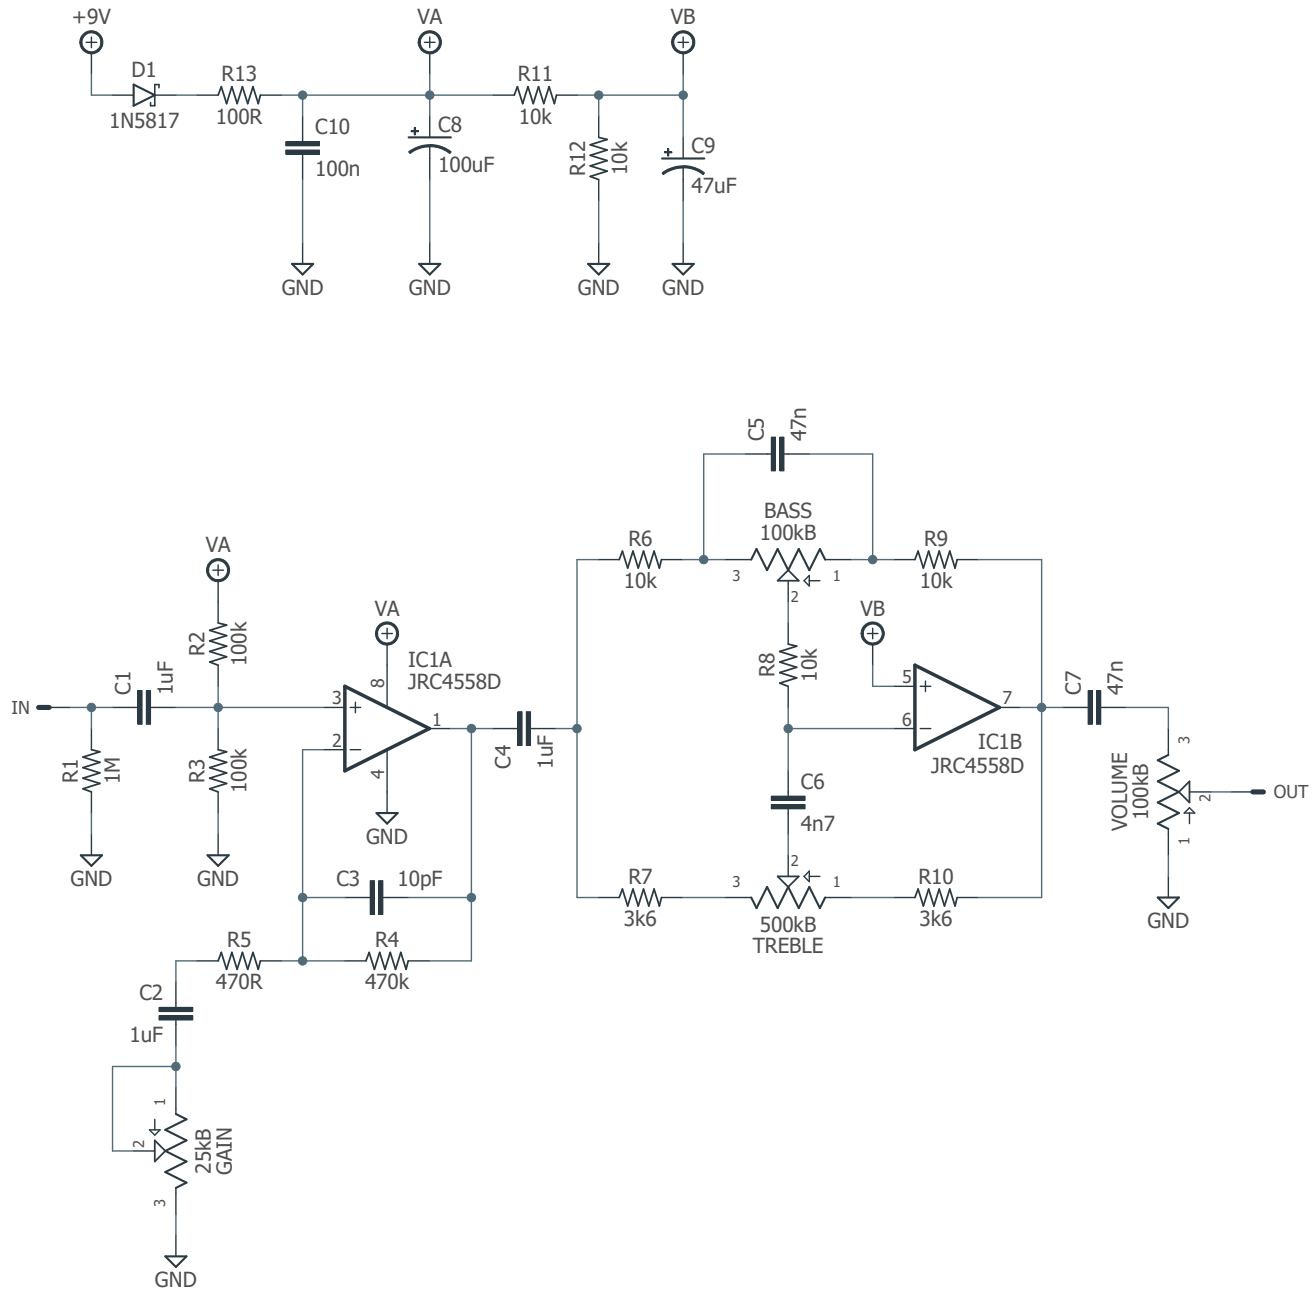 +9V
VA
VB
D1
1N5817
R13
100R
C10
100n
C8
100uF
R11
10k
R12
10k
C9
47uF
+
+
GND
GND
GND
GND
C5
47n
BASS
100kB
3
1
2
R6
10k
R9
10k
VA
R2
100k
VA
IC1A
JRC4558D
8
3
+
2
−
1
4
GND
IN
C1
1uF
R1
1M
GND
R3
100k
GND
C4
1uF
R8
10k
VB
5
+
6
−
7
IC1B
JRC4558D
C7
47n
C6
4n7
VOLUME
100kB
3
2
1
OUT
GND
C3
10pF
R5
470R
R4
470k
R7
3k6
3
2
1
500kB
TREBLE
R10
3k6
C2
1uF
1
2
3
25kB
GAIN
GND